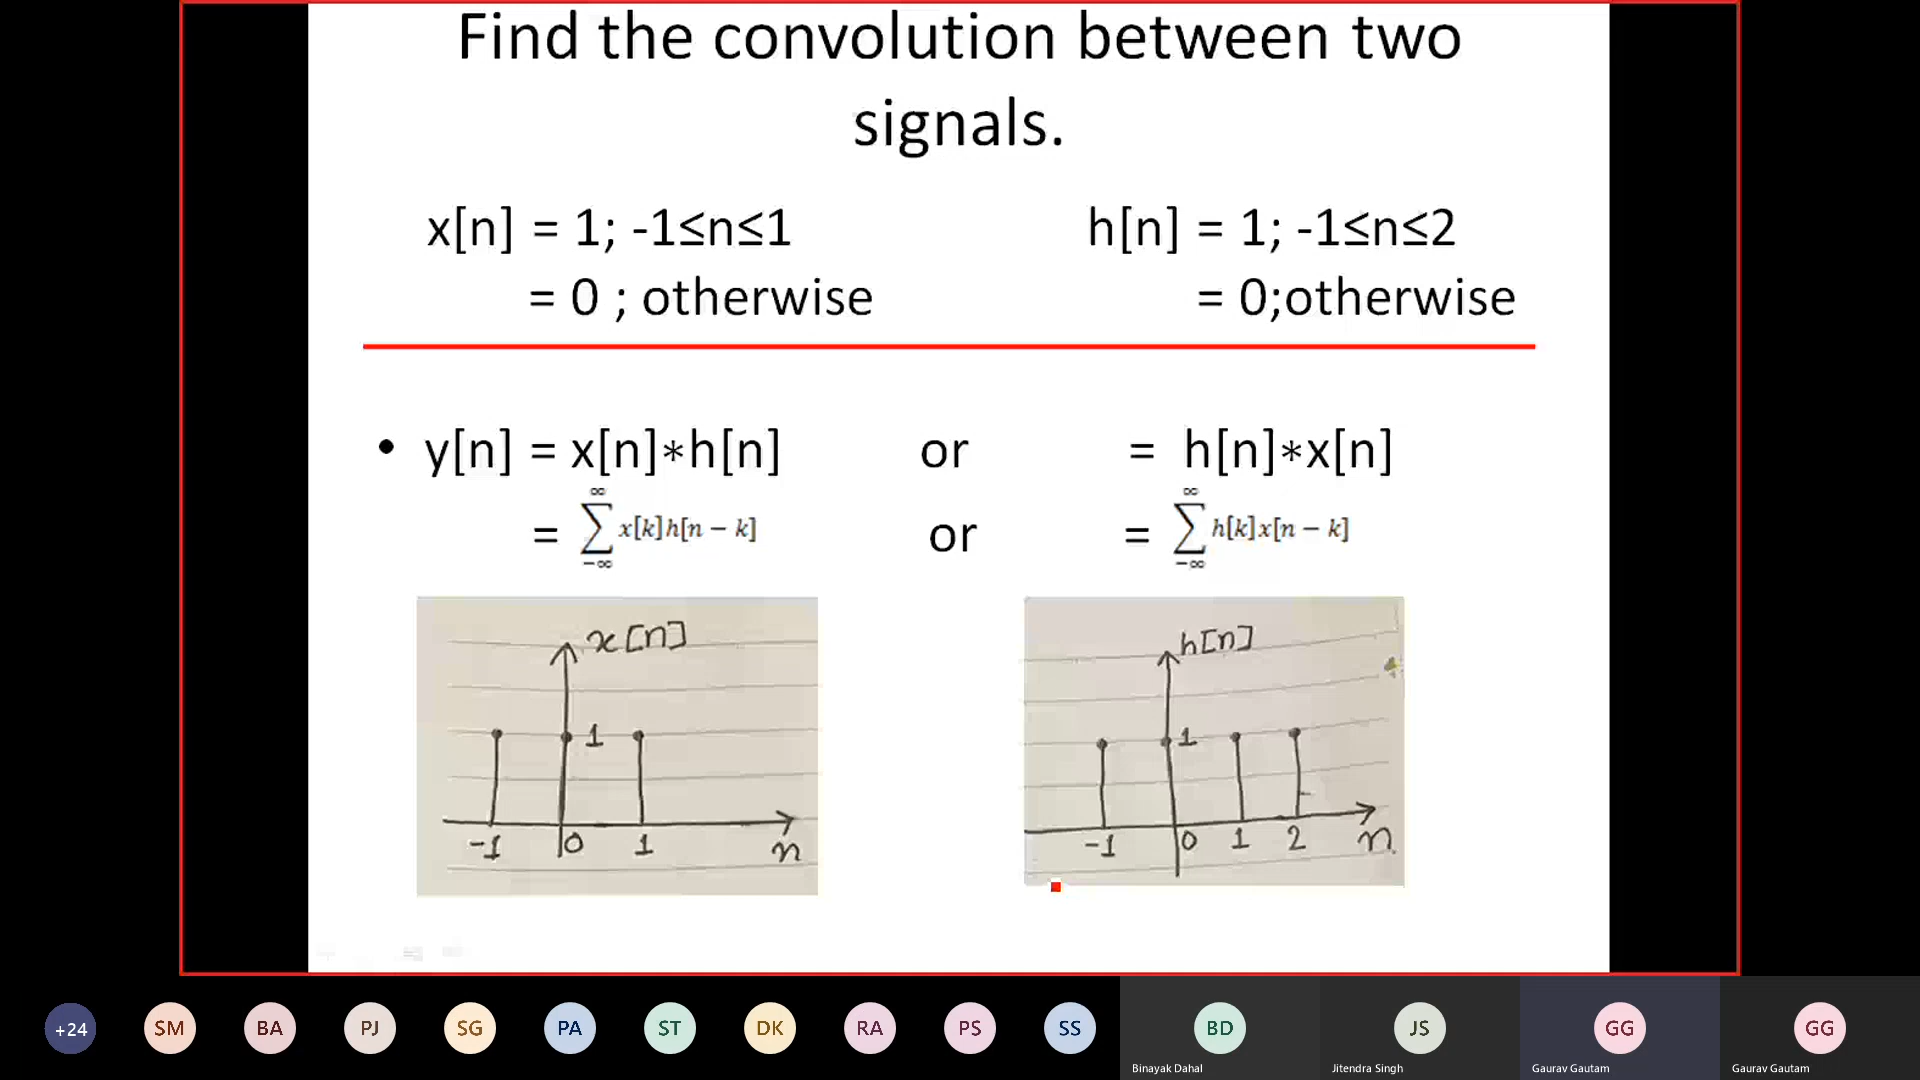 Find the convolution between two
signals.
x[n] = 1; -1≤n≤1
= 0 ; otherwise
h[n] = 1; -1≤n≤2
= 0;otherwise
• y[n] = x[n]*h[n] or = h[n]*x[n]
= ∞ ∑ -∞ x[k]h[n − k] or = ∞ ∑ -∞ h[k]x[n − k]
x[n]
1
-1 0 1 n
h[n]
1
-1 0 1 2 n
+24 SM BA PJ SG PA ST DK RA PS SS BD JS GG GG
Binayak Dahal Jitendra Singh Gaurav Gautam Gaurav Gautam